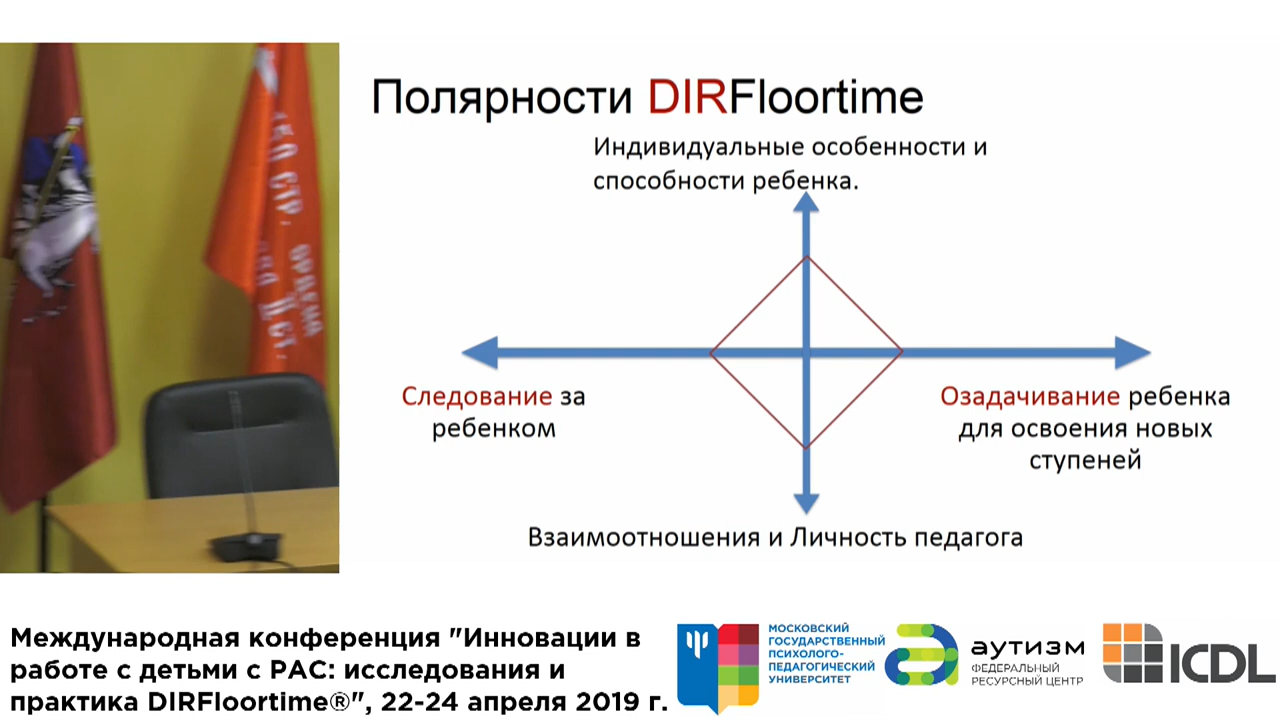 Полярности DIRFloortime
Индивидуальные особенности и
способности ребенка.
Следование за
ребенком
Озадачивание ребенка
для освоения новых
ступеней
Взаимоотношения и Личность педагога
Международная конференция "Инновации в
работе с детьми с РАС: исследования и
практика DIRFloortime®", 22-24 апреля 2019 г.
МОСКОВСКИЙ
ГОСУДАРСТВЕННЫЙ
ПСИХОЛОГО-
ПЕДАГОГИЧЕСКИЙ
УНИВЕРСИТЕТ
аутизм
ФЕДЕРАЛЬНЫЙ
РЕСУРСНЫЙ ЦЕНТР
ICDL